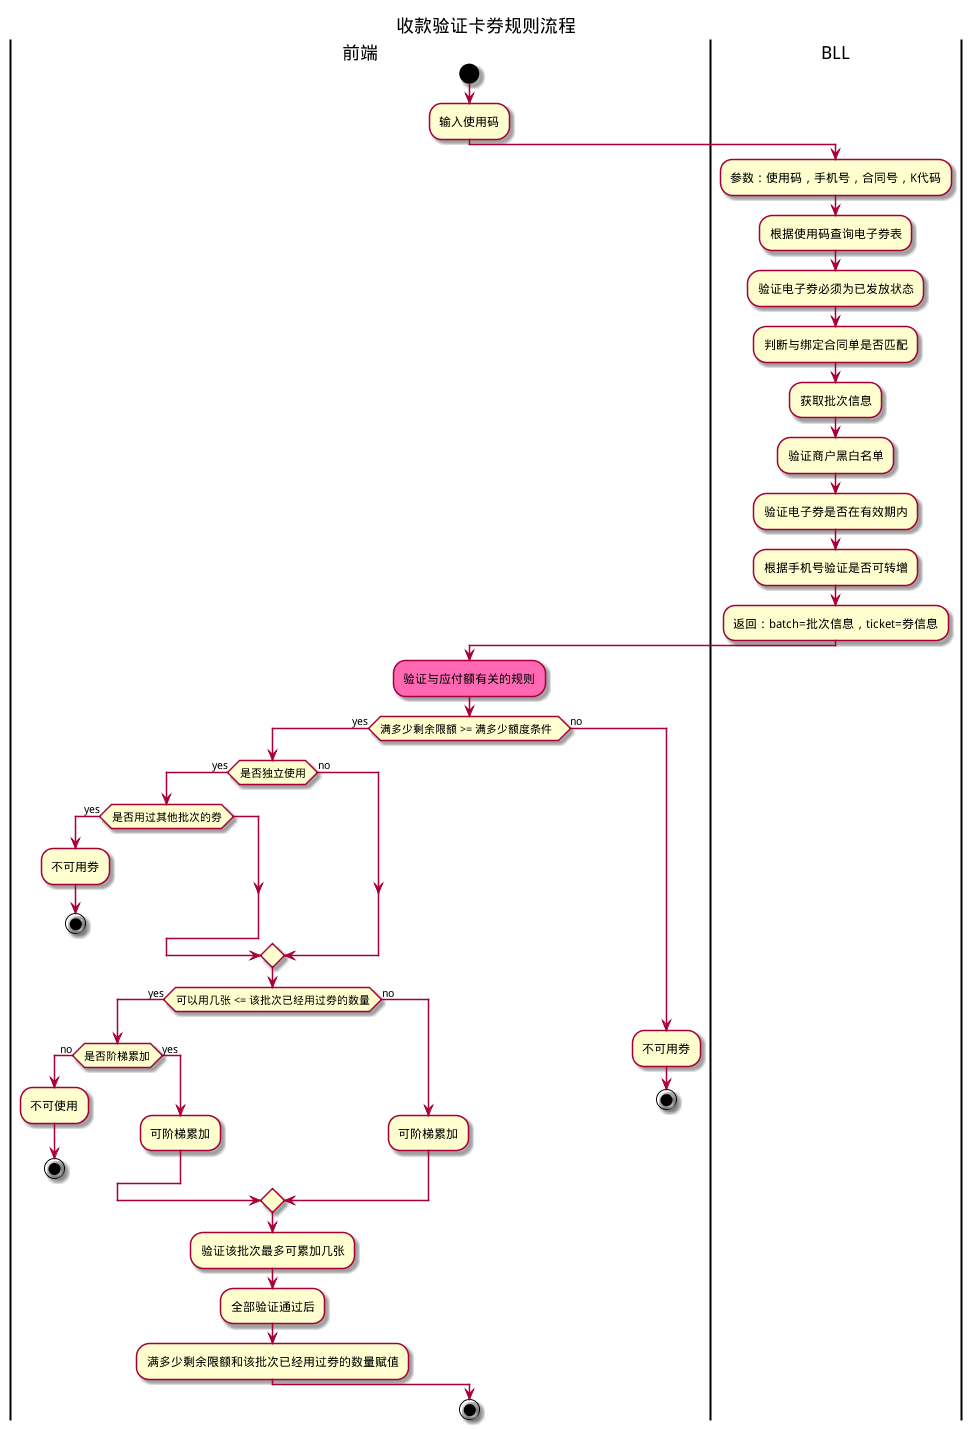 收款验证卡券规则流程
前端
BLL
输入使用码
参数：使用码，手机号，合同号，K代码
根据使用码查询电子券表
验证电子券必须为已发放状态
判断与绑定合同单是否匹配
获取批次信息
验证商户黑白名单
验证电子券是否在有效期内
根据手机号验证是否可转增
返回：batch=批次信息，ticket=券信息
验证与应付额有关的规则
yes
满多少剩余限额 >= 满多少额度条件
no
yes
是否独立使用
no
yes
是否用过其他批次的券
不可用券
yes
可以用几张 <= 该批次已经用过券的数量
no
不可用券
no
是否阶梯累加
yes
不可使用
可阶梯累加
可阶梯累加
验证该批次最多可累加几张
全部验证通过后
满多少剩余限额和该批次已经用过券的数量赋值